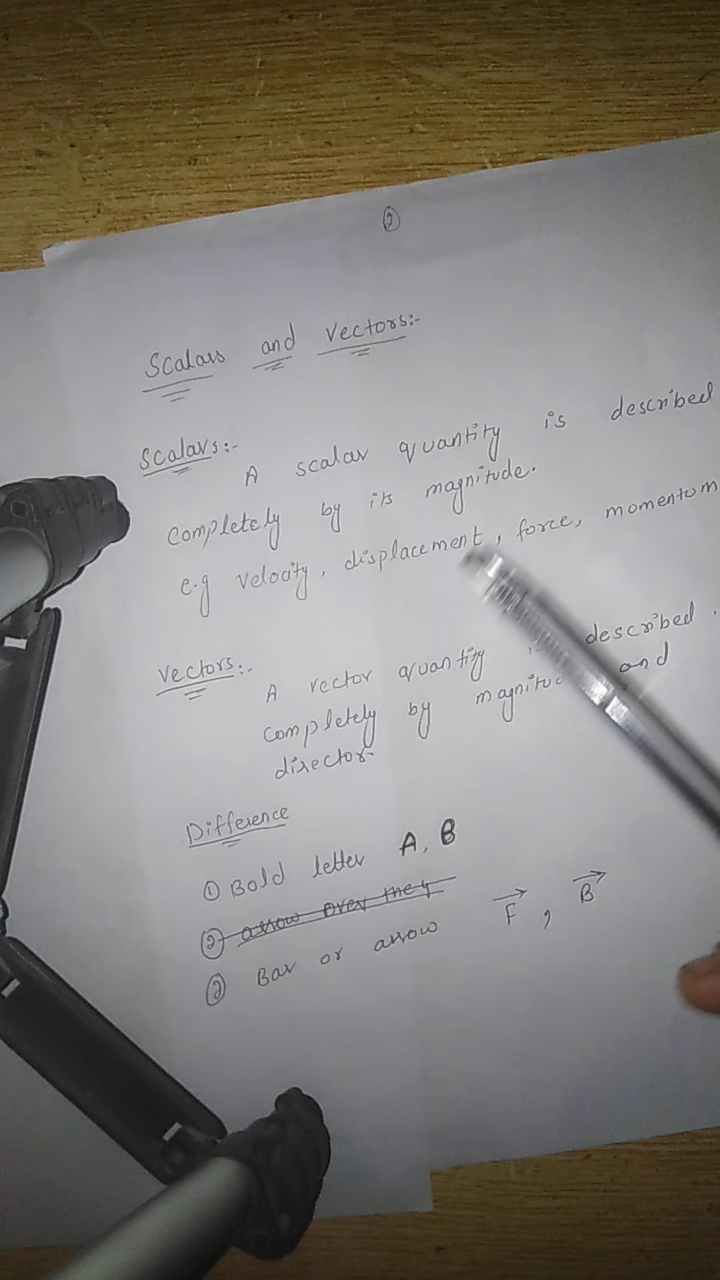 ②
Scalars and Vectors:-
Scalars:-
A scalar quantity is described
completely by its magnitude.
e.g velocity, displacement, force, momentum
Vectors:-
A vector quantity described.
completely by magnitu and
director
Difference
① Bold letter A, B
② arrow over the
② Bar or arrow F, B